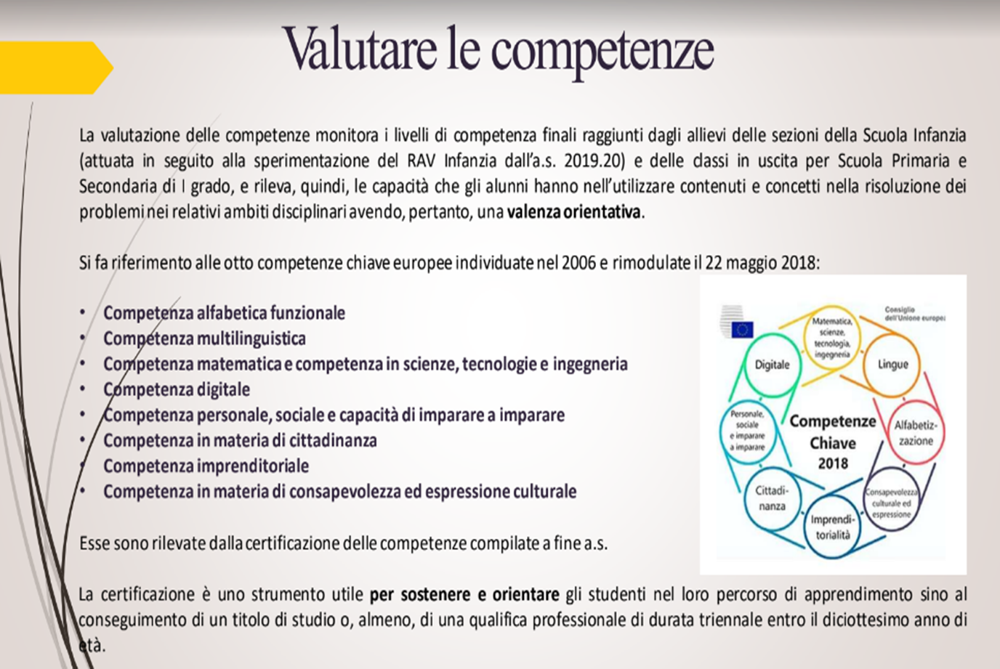 Valutare le competenze
La valutazione delle competenze monitora i livelli di competenza finali raggiunti dagli allievi delle sezioni della Scuola Infanzia
(attuata in seguito alla sperimentazione del RAV Infanzia dall'a.s. 2019.20) e delle classi in uscita per Scuola Primaria e
Secondaria di I grado, e rileva, quindi, le capacità che gli alunni hanno nell'utilizzare contenuti e concetti nella risoluzione dei
problemi nei relativi ambiti disciplinari avendo, pertanto, una valenza orientativa.
Si fa riferimento alle otto competenze chiave europee individuate nel 2006 e rimodulate il 22 maggio 2018:
• Competenza alfabetica funzionale
• Competenza multilinguistica
• Competenza matematica e competenza in scienze, tecnologie e ingegneria
• Competenza digitale
• Competenza personale, sociale e capacità di imparare a imparare
• Competenza in materia di cittadinanza
• Competenza imprenditoriale
• Competenza in materia di consapevolezza ed espressione culturale
Consiglio
dell'Unione europea
Matematica,
scienze,
tecnologia,
ingegneria
Lingue
Alfabetiz-
zazione
Consapevolezza
culturale ed
espressione
Imprendi-
torialità
Cittadi-
nanza
Personale,
sociale
e imparare
a imparare
Digitale
Competenze
Chiave
2018
Esse sono rilevate dalla certificazione delle competenze compilate a fine a.s.
La certificazione è uno strumento utile per sostenere e orientare gli studenti nel loro percorso di apprendimento sino al
conseguimento di un titolo di studio o, almeno, di una qualifica professionale di durata triennale entro il diciottesimo anno di
età.